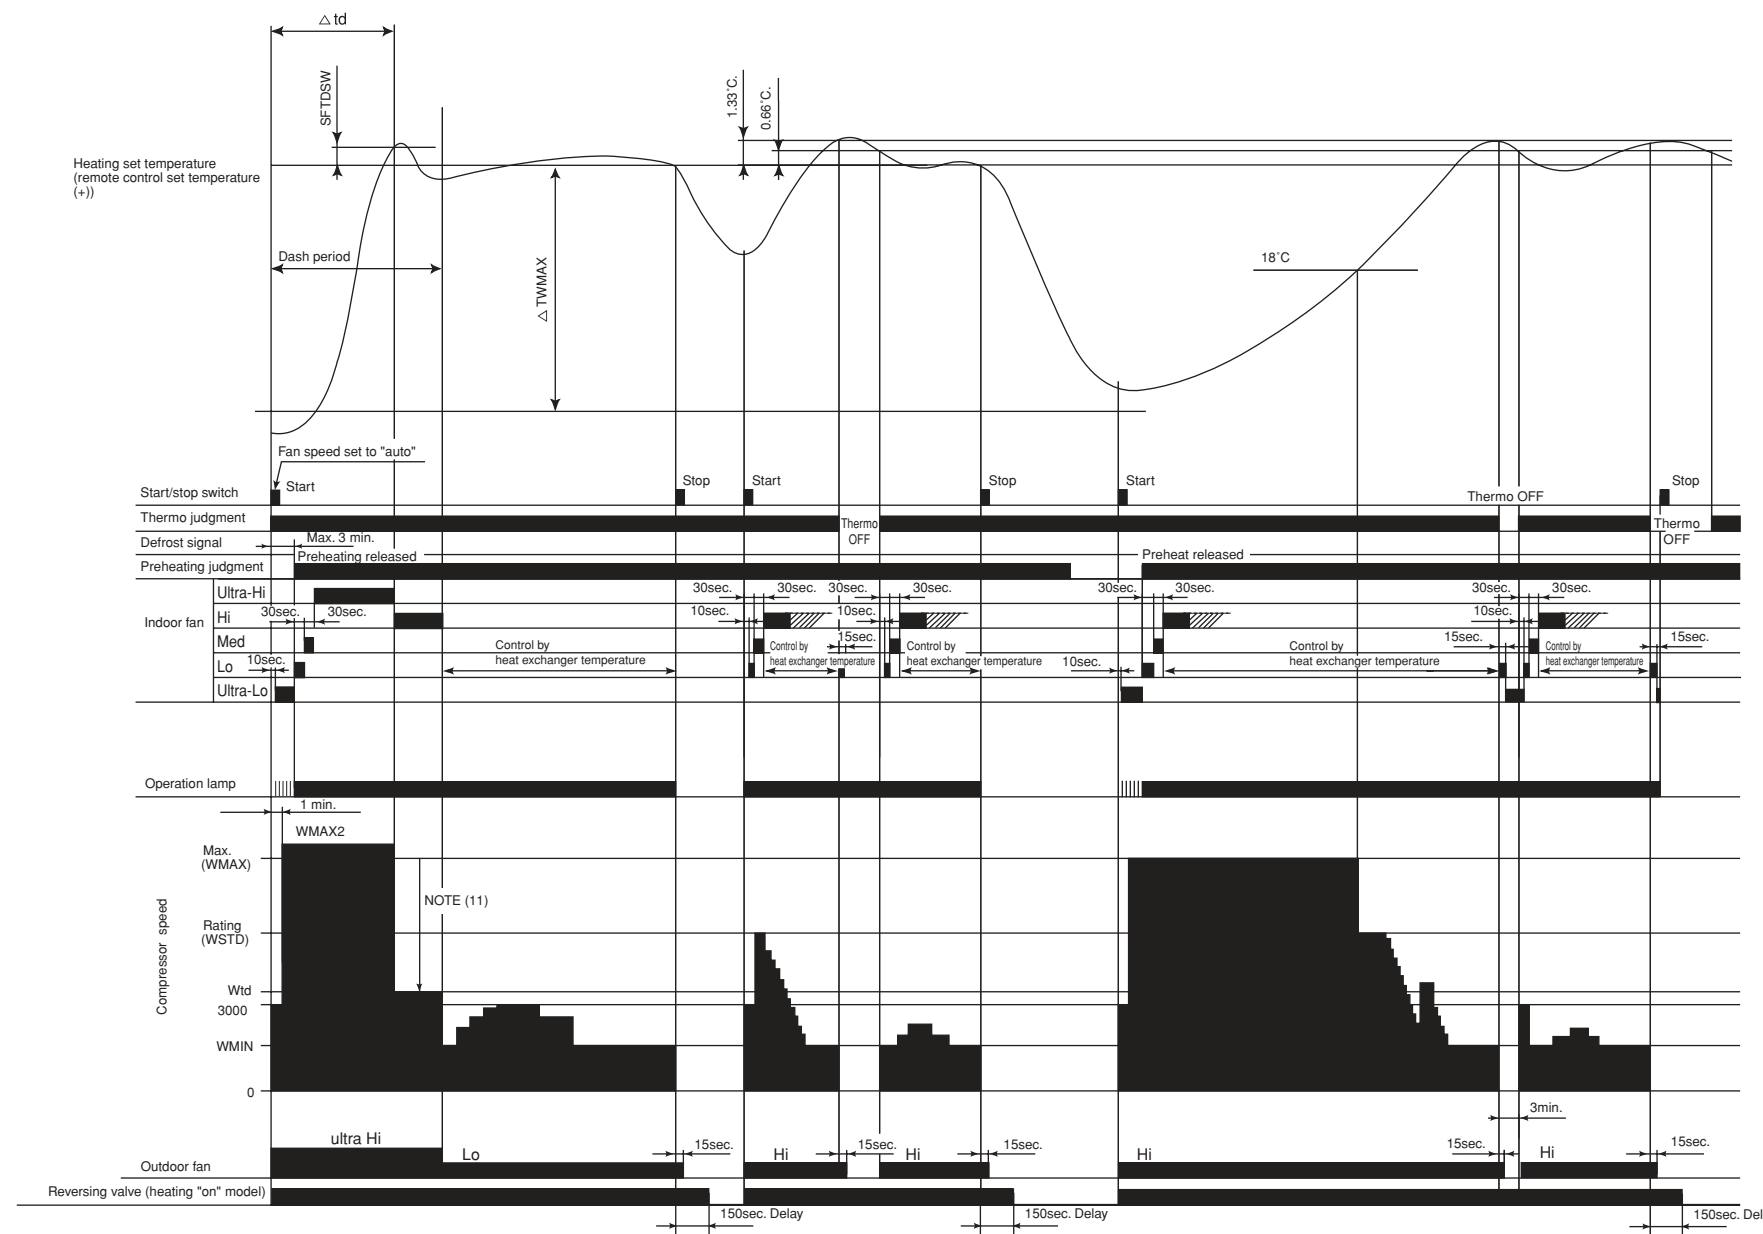 △ td
SFTDSW
1.33˚C.
0.66˚C.
Heating set temperature
(remote control set temperature
(+))
Dash period
△ TWMAX
18˚C
Fan speed set to "auto"
Start/stop switch
Start
Stop
Start
Stop
Start
Thermo OFF
Stop
Thermo judgment
Thermo
OFF
Thermo
OFF
Defrost signal
Max. 3 min.
Preheating judgment
Preheating released
Preheat released
Indoor fan
Ultra-Hi
30sec.
30sec.
30sec.
30sec.
30sec.
30sec.
30sec.
30sec.
Hi
30sec.
30sec.
10sec.
10sec.
10sec.
Med
Control by
heat exchanger temperature
Control by
heat exchanger temperature
15sec.
Control by
heat exchanger temperature
Control by
heat exchanger temperature
15sec.
Control by
heat exchanger temperature
15sec.
Lo
10sec.
10sec.
Ultra-Lo
Operation lamp
1 min.
WMAX2
Compressor speed
Max.
(WMAX)
NOTE (11)
Rating
(WSTD)
Wtd
3000
WMIN
0
3min.
Outdoor fan
ultra Hi
Lo
15sec.
Hi
15sec.
Hi
15sec.
Hi
15sec.
Hi
15sec.
Reversing valve (heating "on" model)
150sec. Delay
150sec. Delay
150sec. Del